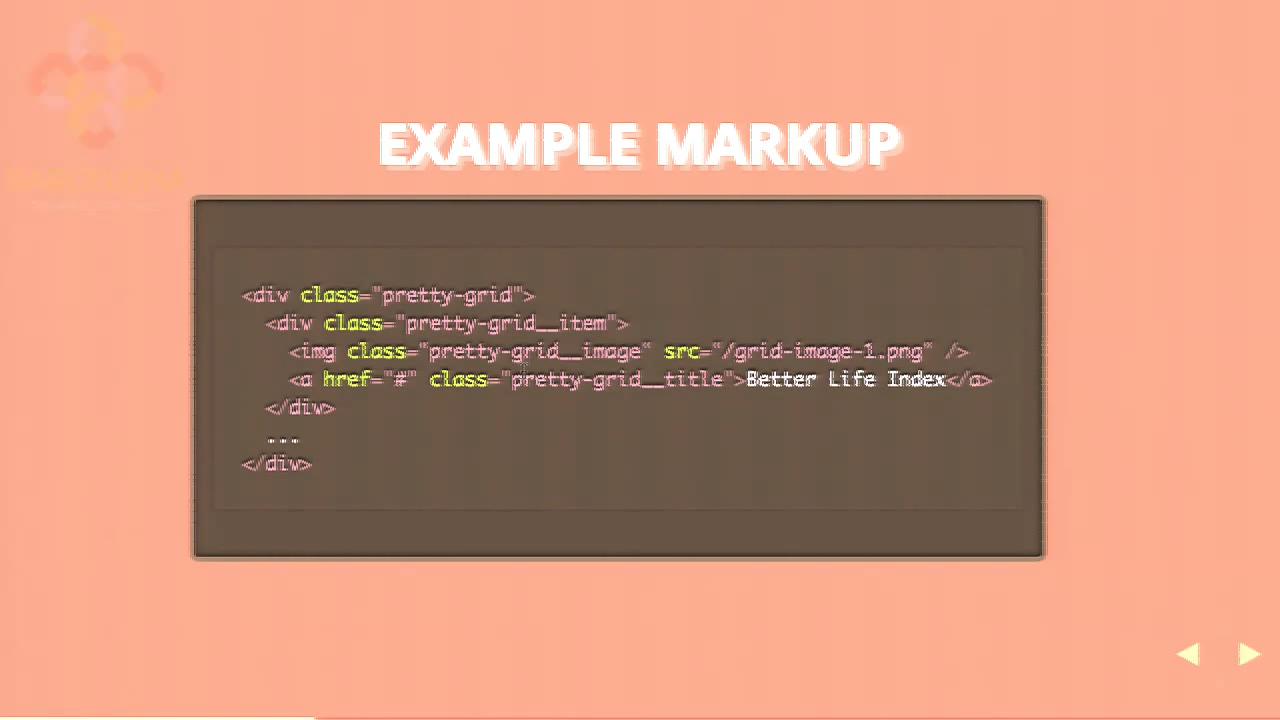 EXAMPLE MARKUP
<div class="pretty-grid">
  <div class="pretty-grid__item">
    <img class="pretty-grid__image" src="/grid-image-1.png" />
    <a href="#" class="pretty-grid__title">Better Life Index</a>
  </div>
  ...
</div>